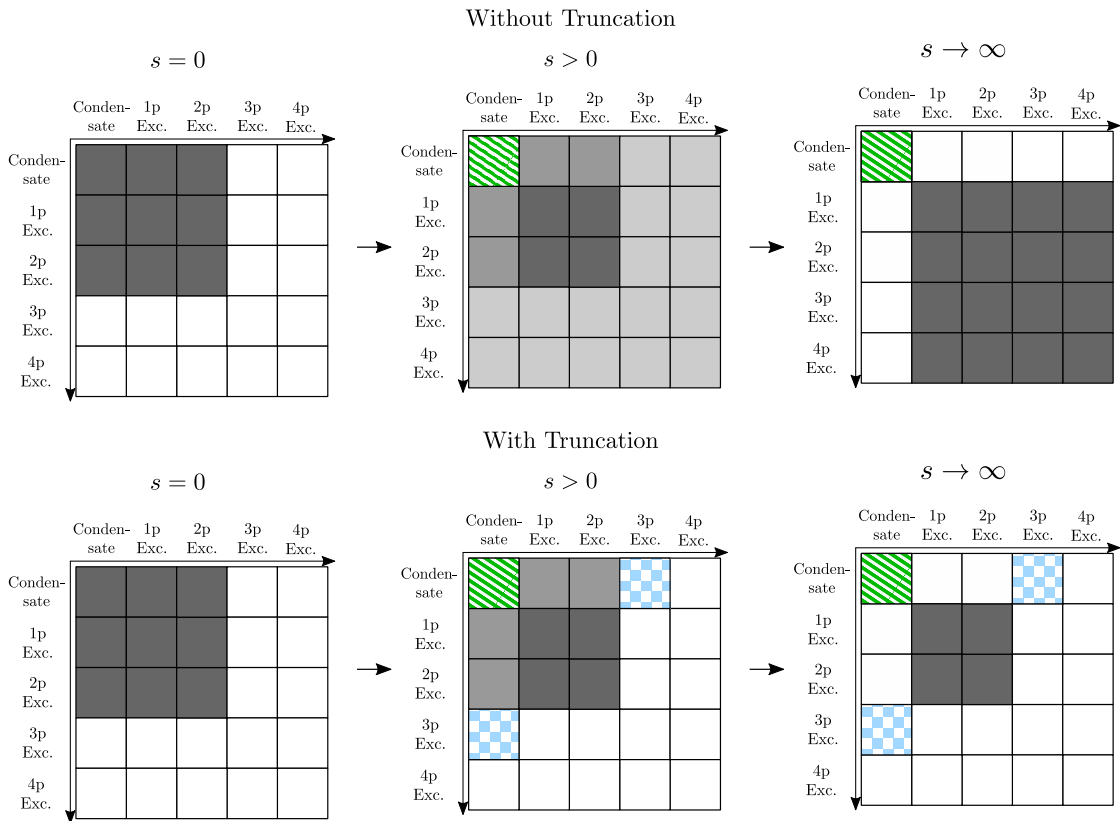 Without Truncation
s = 0
s > 0
s → ∞
Conden- 1p 2p 3p 4p
sate Exc. Exc. Exc. Exc.
Conden-
sate
1p
Exc.
2p
Exc.
3p
Exc.
4p
Exc.
Conden- 1p 2p 3p 4p
sate Exc. Exc. Exc. Exc.
Conden-
sate
1p
Exc.
2p
Exc.
3p
Exc.
4p
Exc.
Conden- 1p 2p 3p 4p
sate Exc. Exc. Exc. Exc.
Conden-
sate
1p
Exc.
2p
Exc.
3p
Exc.
4p
Exc.
With Truncation
s = 0
s > 0
s → ∞
Conden- 1p 2p 3p 4p
sate Exc. Exc. Exc. Exc.
Conden-
sate
1p
Exc.
2p
Exc.
3p
Exc.
4p
Exc.
Conden- 1p 2p 3p 4p
sate Exc. Exc. Exc. Exc.
Conden-
sate
1p
Exc.
2p
Exc.
3p
Exc.
4p
Exc.
Conden- 1p 2p 3p 4p
sate Exc. Exc. Exc. Exc.
Conden-
sate
1p
Exc.
2p
Exc.
3p
Exc.
4p
Exc.